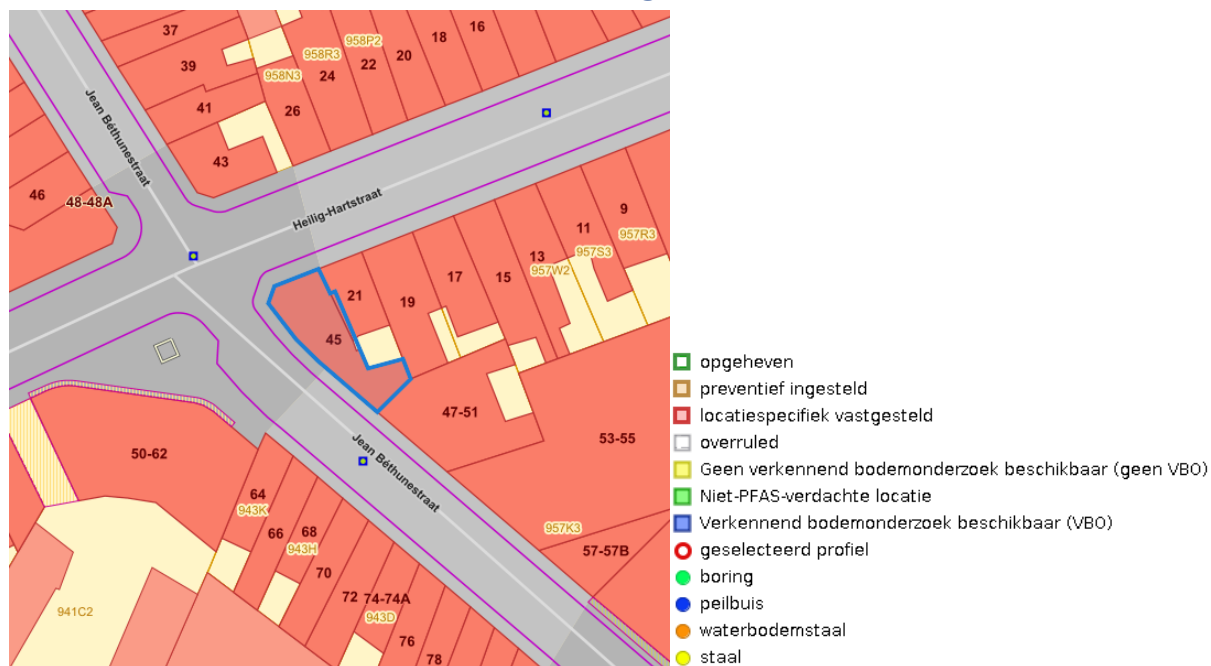 37
39
41
43
958N3
26
958R3
24
958P2
22
20
18
16
Jean Béthunestraat
46
48-48A
Heilig-Hartstraat
9
957R3
11
957S3
13
957W2
15
17
19
21
45
47-51
53-55
957K3
57-57B
Jean Béthunestraat
50-62
64
943K
66
68
943H
70
72
74-74A
943D
76
78
941C2
opgeheven
preventief ingesteld
locatiespecifiek vastgesteld
overruled
Geen verkennend bodemonderzoek beschikbaar (geen VBO)
Niet-PFAS-verdachte locatie
Verkennend bodemonderzoek beschikbaar (VBO)
geselecteerd profiel
boring
peilbuis
waterbodemstaal
staal